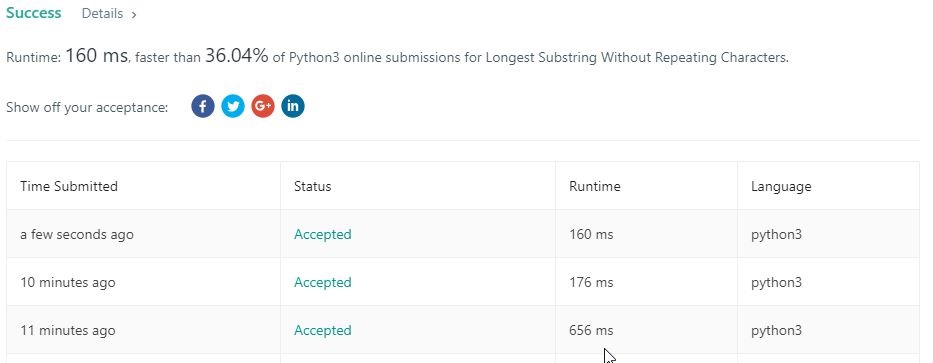 Success Details >
Runtime: 160 ms, faster than 36.04% of Python3 online submissions for Longest Substring Without Repeating Characters.
Show off your acceptance: f G+ in
Time Submitted Status Runtime Language
a few seconds ago Accepted 160 ms python3
10 minutes ago Accepted 176 ms python3
11 minutes ago Accepted 656 ms python3